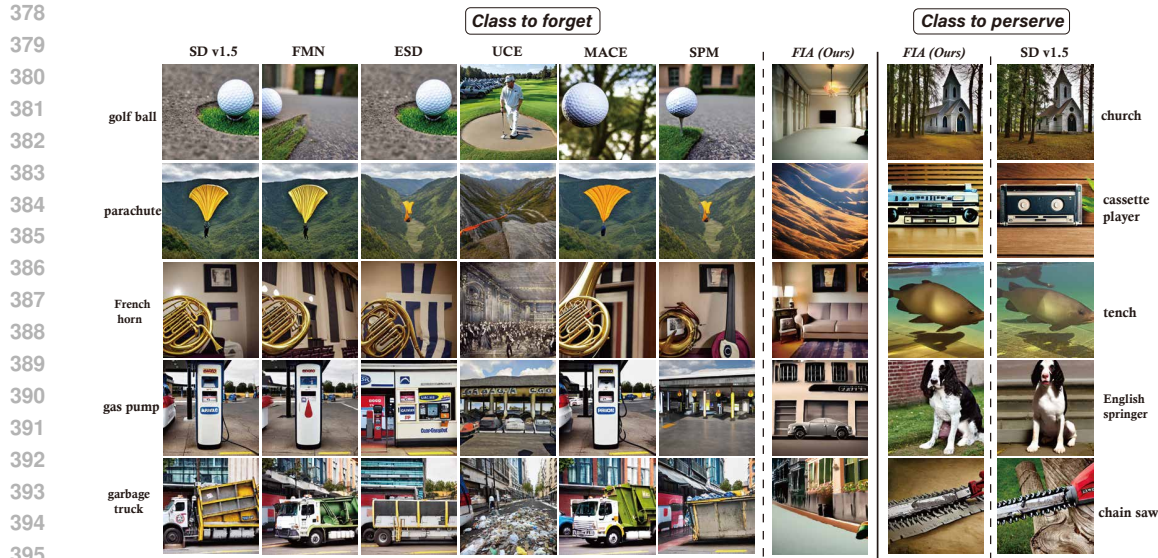 Class to forget
Class to perserve
SD v1.5 FMN ESD UCE MACE SPM FIA (Ours) FIA (Ours) SD v1.5
378
379
380
381
golf ball
church
382
383
384
parachute
cassette
player
385
386
387
French
horn
tench
388
389
390
gas pump
English
springer
391
392
393
garbage
truck
394
chain saw
395